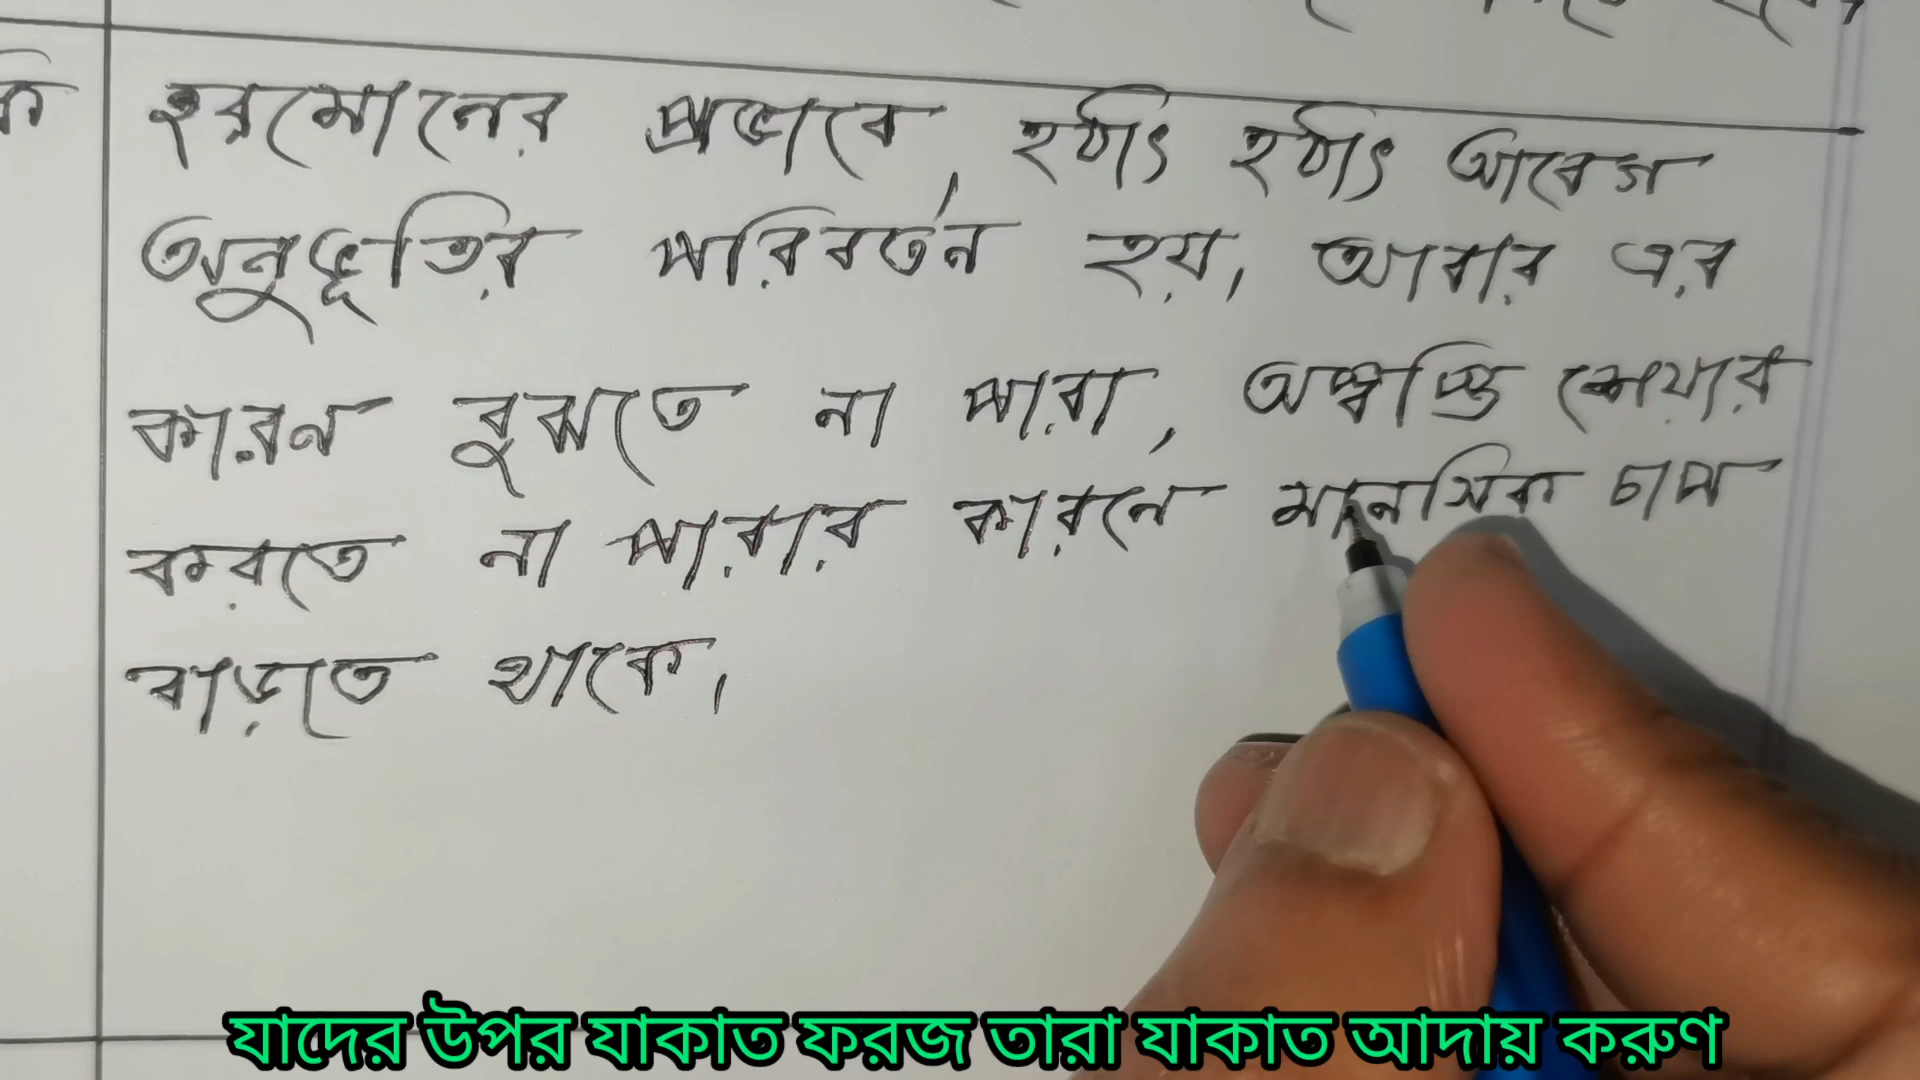 হরমোনের প্রভাবে, হঠাৎ হঠাৎ আবেগ
অনুভূতির পরিবর্তন হয়। আবার এর
কারন বুঝতে না পারা, অস্বস্তি শেয়ার
করতে না পারার কারনে মানসিক চাপ
বাড়তে থাকে।
যাদের উপর যাকাত ফরজ তারা যাকাত আদায় করুণ